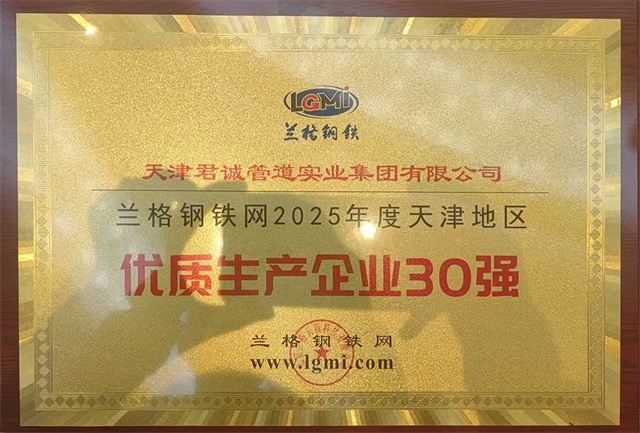 LGMi
兰格钢铁
天津君诚管道实业集团有限公司
兰格钢铁网2025年度天津地区
优质生产企业30强
兰格钢铁网
www.lgmi.com